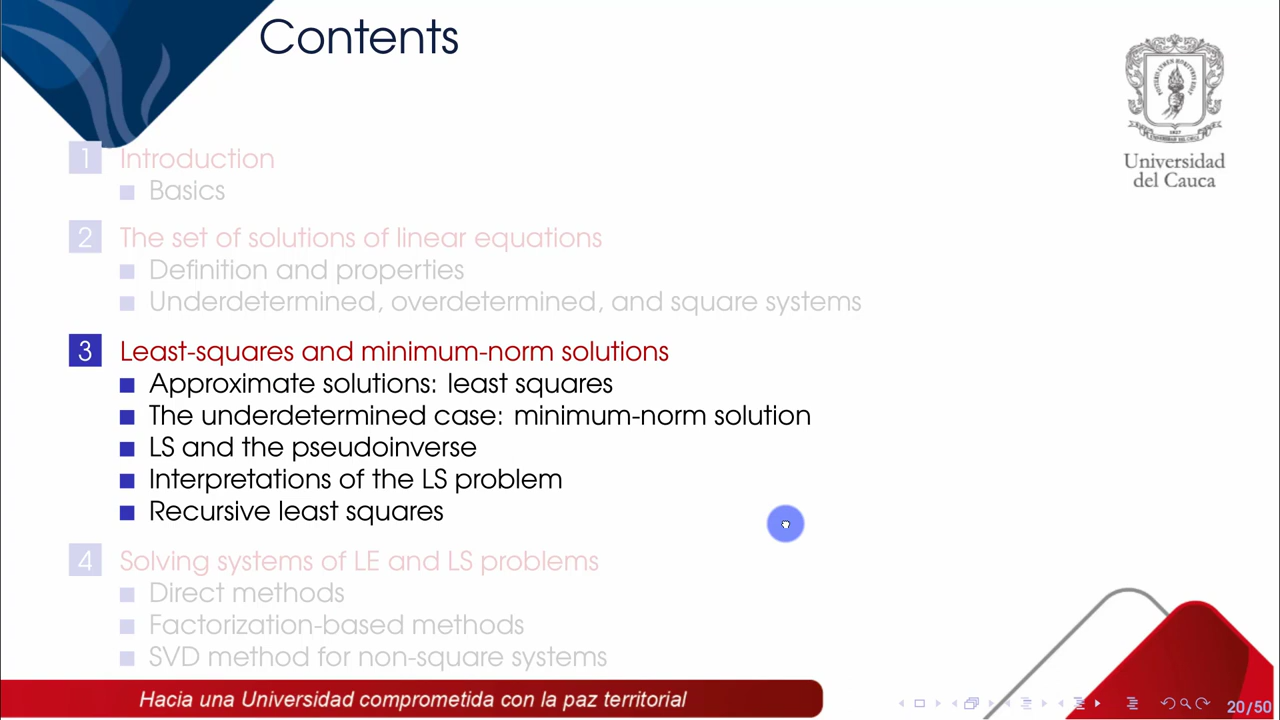 Contents
Universidad
del Cauca
1 Introduction
Basics
2 The set of solutions of linear equations
Definition and properties
Underdetermined, overdetermined, and square systems
3 Least-squares and minimum-norm solutions
Approximate solutions: least squares
The underdetermined case: minimum-norm solution
LS and the pseudoinverse
Interpretations of the LS problem
Recursive least squares
4 Solving systems of LE and LS problems
Direct methods
Factorization-based methods
SVD method for non-square systems
Hacia una Universidad comprometida con la paz territorial
20/50